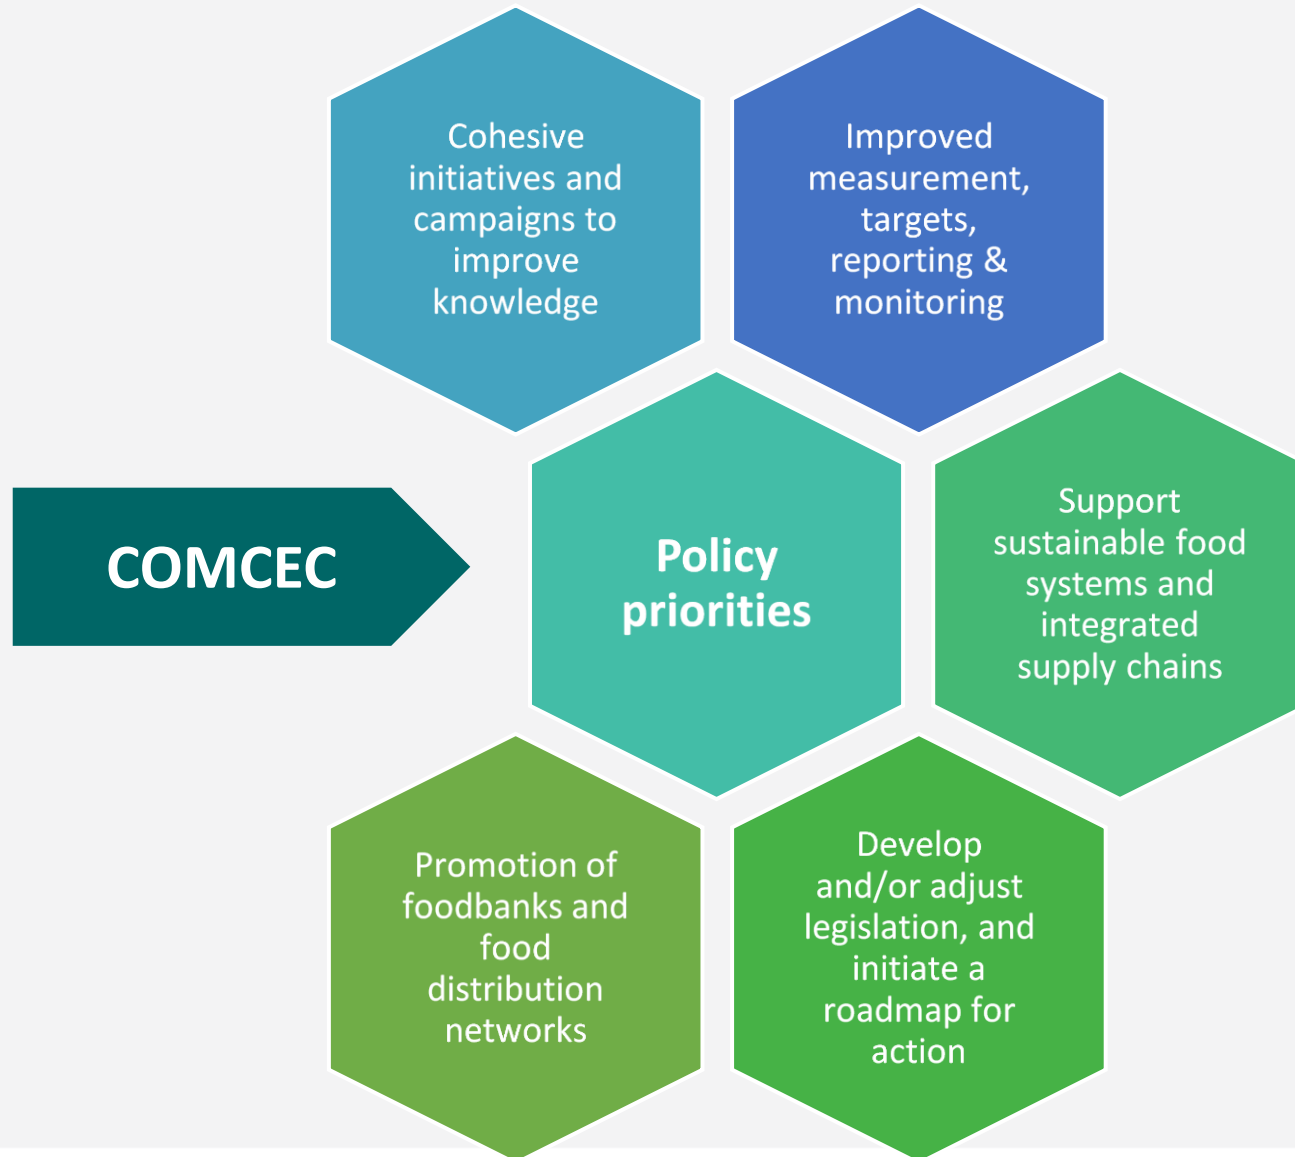 Cohesive
initiatives and
campaigns to
improve
knowledge
Improved
measurement,
targets,
reporting &
monitoring
COMCEC
Policy
priorities
Support
sustainable food
systems and
integrated
supply chains
Promotion of
foodbanks and
food
distribution
networks
Develop
and/or adjust
legislation, and
initiate a
roadmap for
action